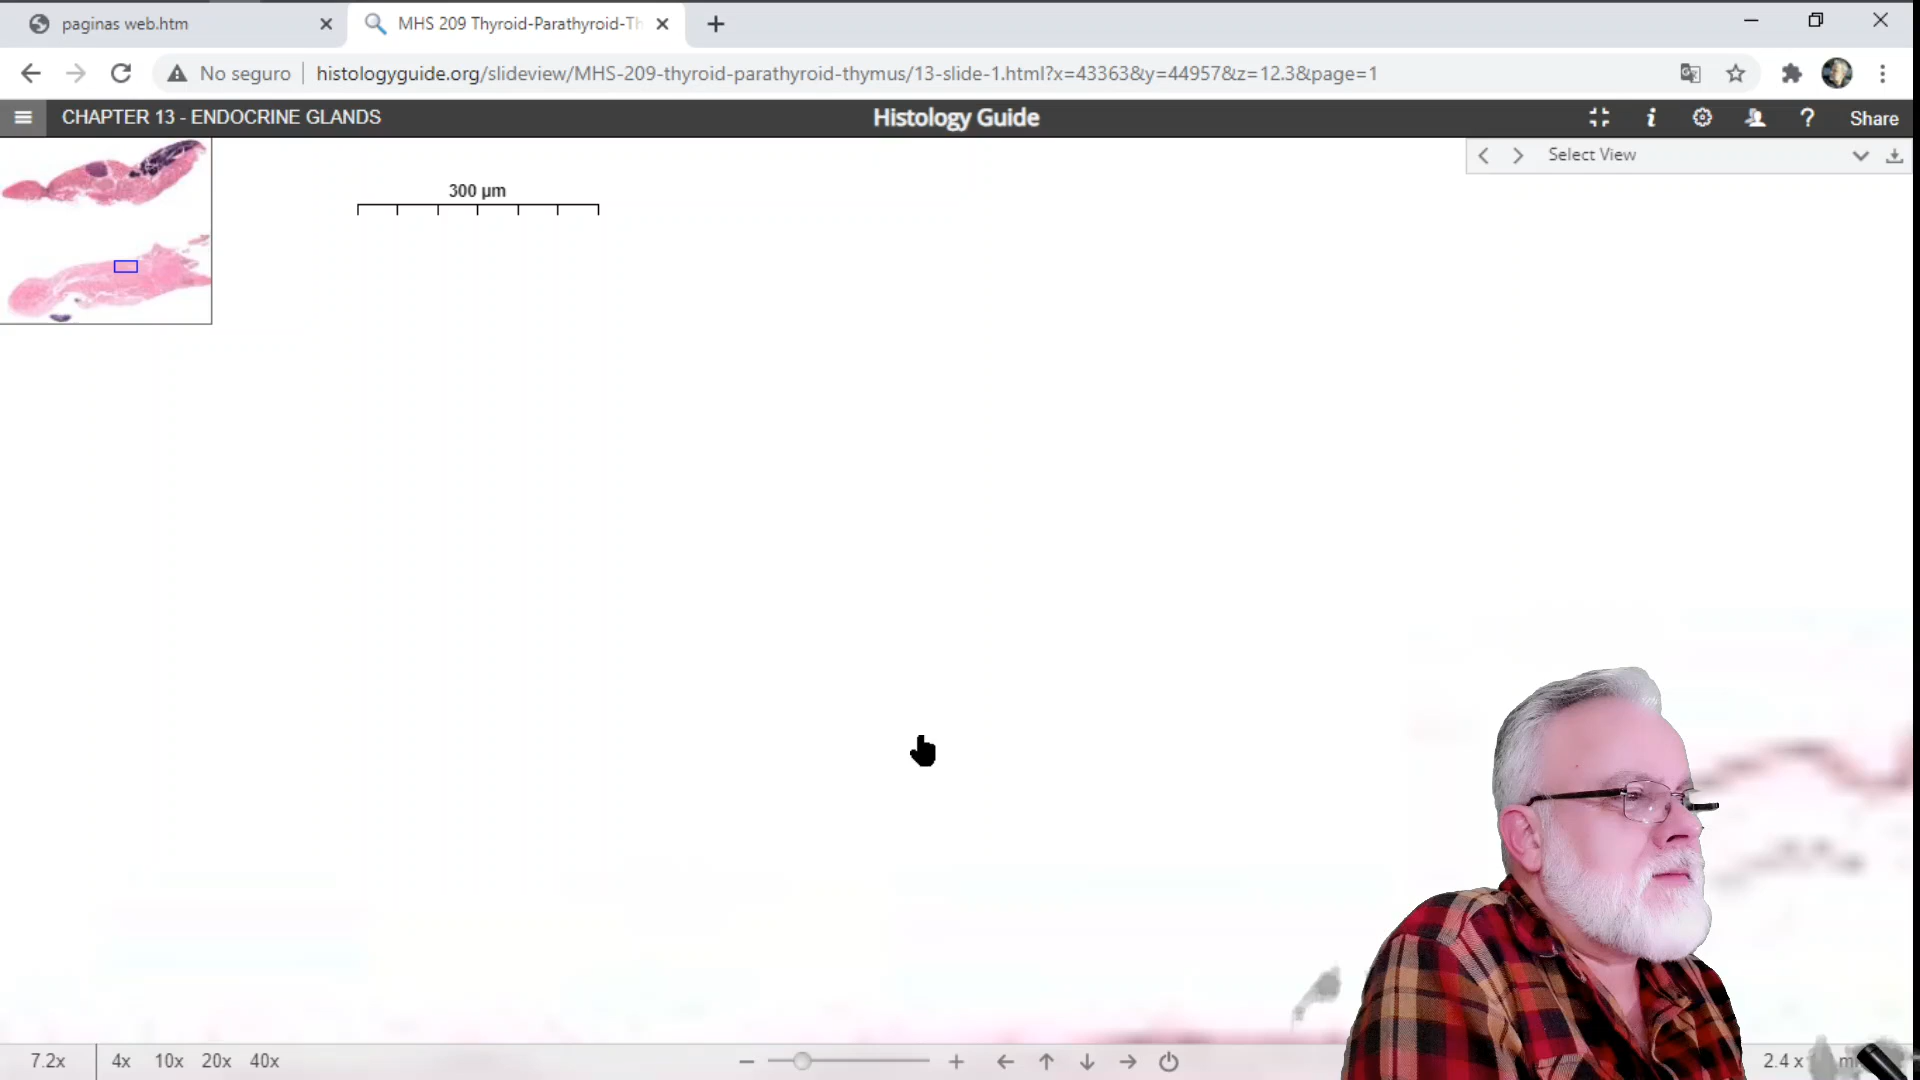 paginas web.htm
MHS 209 Thyroid-Parathyroid-Th
No seguro
histologyguide.org/slideview/MHS-209-thyroid-parathyroid-thymus/13-slide-1.html?x=43363&y=44957&z=12.3&page=1
CHAPTER 13 - ENDOCRINE GLANDS
Histology Guide
i
?
Share
Select View
300 µm
7.2x
4x
10x
20x
40x
2.4 x